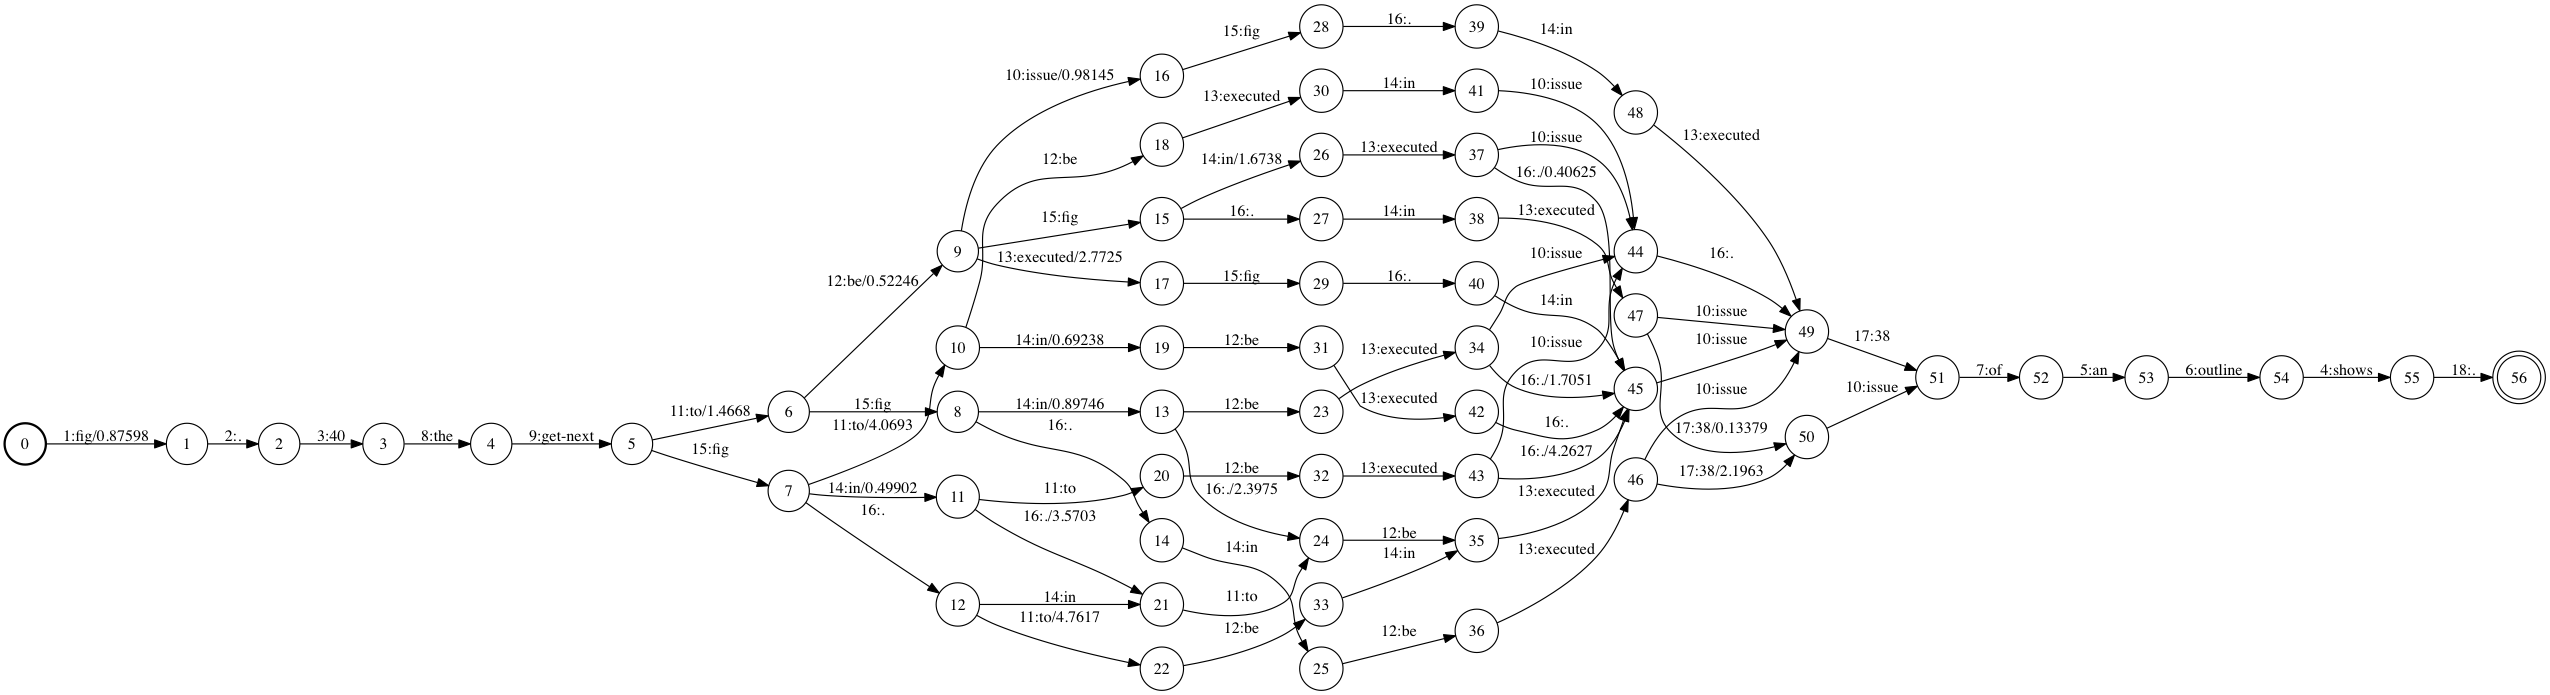 28 16:. 39
15:fig 14:in
10:issue/0.98145 16
30 14:in 41 10:issue
13:executed 48
18 13:executed
12:be 14:in/1.6738 26 13:executed 37 10:issue
16:./0.40625
15:fig 15 16:. 27 14:in 38 13:executed
9 13:executed/2.7725 10:issue 44 16:.
12:be/0.52246 17 15:fig 29 16:. 40 14:in
47 10:issue 49 17:38
10 14:in/0.69238 19 12:be 31 13:executed 34 10:issue 10:issue
6 16:./1.7051 45 51 7:of 52 5:an 53 6:outline 54 4:shows 55 18:. 56
11:to/1.4668 15:fig 8 14:in/0.89746 13 12:be 23 13:executed 42 10:issue 10:issue
11:to/4.0693 16:. 16:. 17:38/0.13379 50
0 1:fig/0.87598 1 2:. 2 3:40 3 8:the 4 9:get-next 5
15:fig 16:./4.2627
7 14:in/0.49902 11 11:to 20 12:be 32 13:executed 43 46 17:38/2.1963
16:. 16:./3.5703 16:./2.3975 13:executed
14 14:in 24 12:be 35 13:executed
14:in
12 14:in 21 11:to 33
11:to/4.7617 12:be 12:be 36
22 25